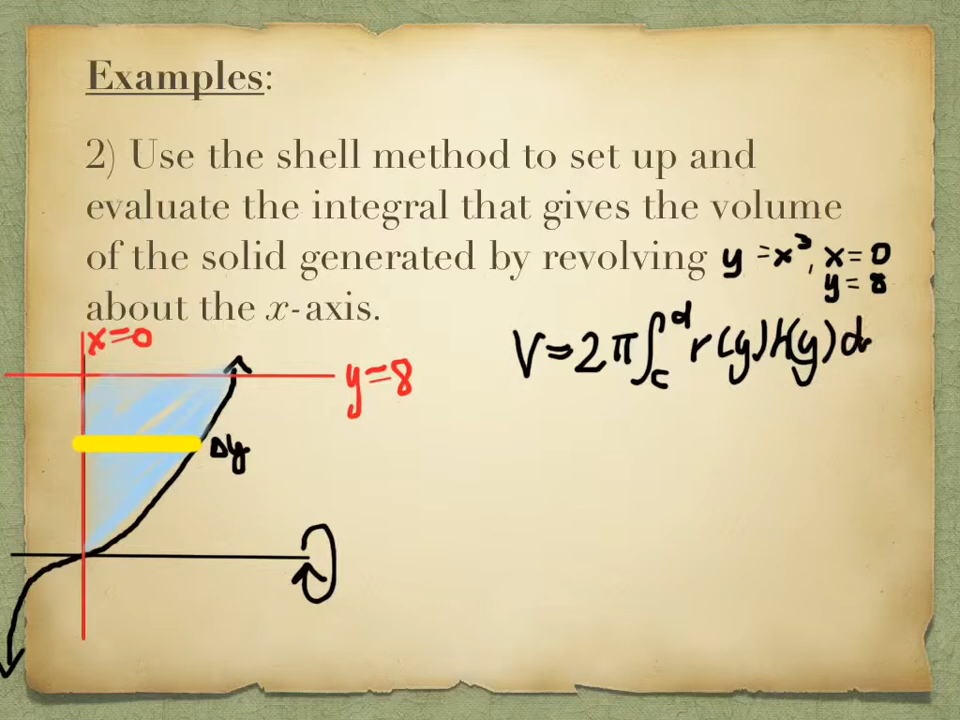 Examples:
2) Use the shell method to set up and
evaluate the integral that gives the volume
of the solid generated by revolving y = x³, x = 0
y = 8
about the x-axis.
x=0
V = 2π∫_c^d r(y)h(y)d
y=8
Δy